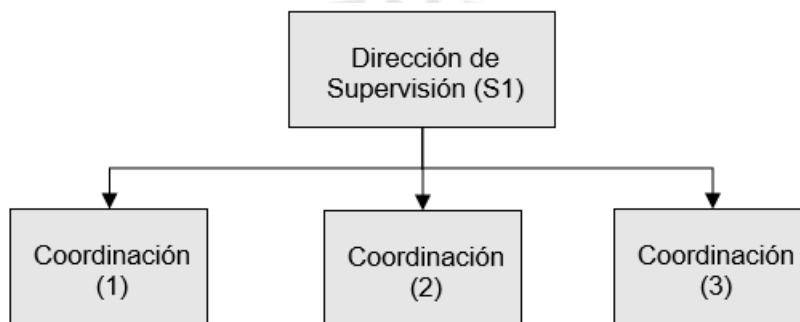 Dirección de
Supervisión (S1)
Coordinación
(1)
Coordinación
(2)
Coordinación
(3)